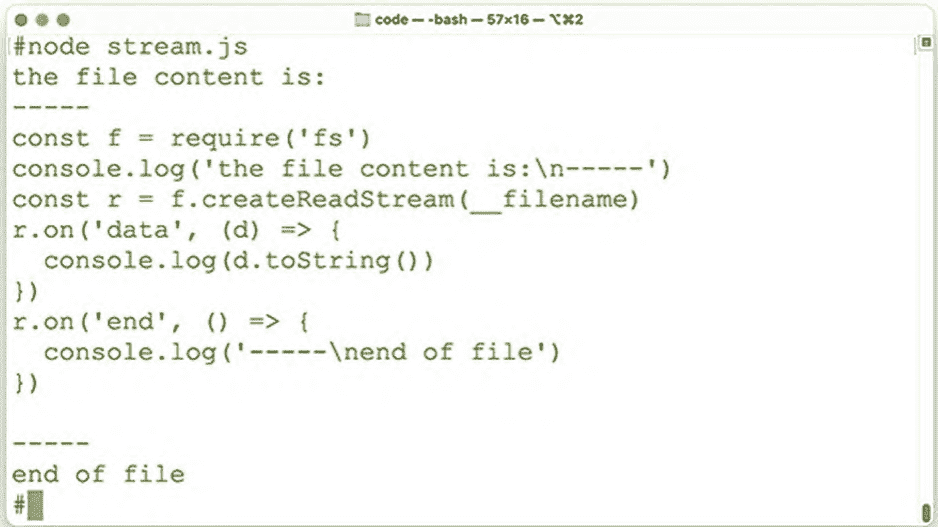 code — -bash — 57×16 — ⌥⌘2
#node stream.js
the file content is:
-----
const f = require('fs')
console.log('the file content is:\n-----')
const r = f.createReadStream(__filename)
r.on('data', (d) => {
  console.log(d.toString())
})
r.on('end', () => {
  console.log('-----\nend of file')
})
-----
end of file
#